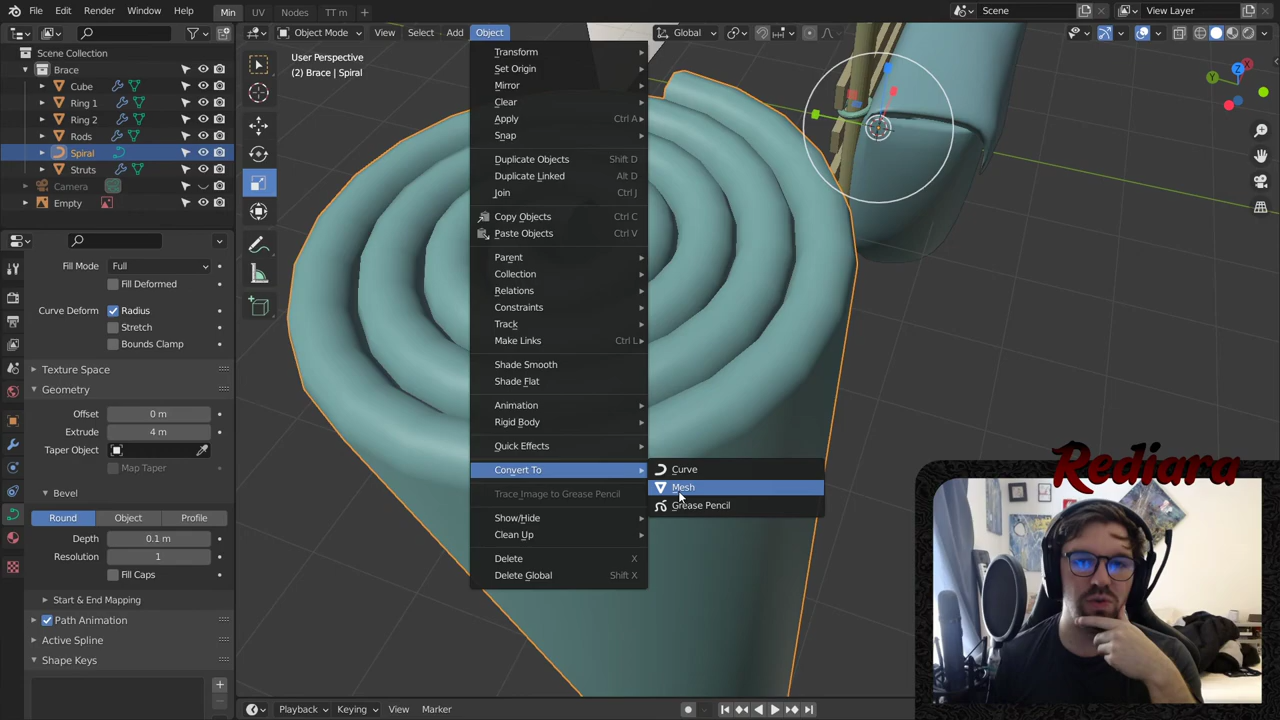 File Edit Render Window Help Min UV Nodes TT m + Scene View Layer
Object Mode View Select Add Object Global
Scene Collection
Brace
Cube
Ring 1
Ring 2
Rods
Spiral
Struts
Camera
Empty
Fill Mode Full
Fill Deformed
Curve Deform Radius
Stretch
Bounds Clamp
Texture Space
Geometry
Offset 0 m
Extrude 4 m
Taper Object
Map Taper
Bevel
Round Object Profile
Depth 0.1 m
Resolution 1
Fill Caps
Start & End Mapping
Path Animation
Active Spline
Shape Keys
User Perspective
(2) Brace | Spiral
Transform
Set Origin
Mirror
Clear
Apply Ctrl A
Snap
Duplicate Objects Shift D
Duplicate Linked Alt D
Join Ctrl J
Copy Objects Ctrl C
Paste Objects Ctrl V
Parent
Collection
Relations
Constraints
Track
Make Links Ctrl L
Shade Smooth
Shade Flat
Animation
Rigid Body
Quick Effects
Convert To
Trace Image to Grease Pencil
Show/Hide
Clean Up
Delete X
Delete Global Shift X
Curve
Mesh
Grease Pencil
X
Y
Z
Rediara
Playback Keying View Marker